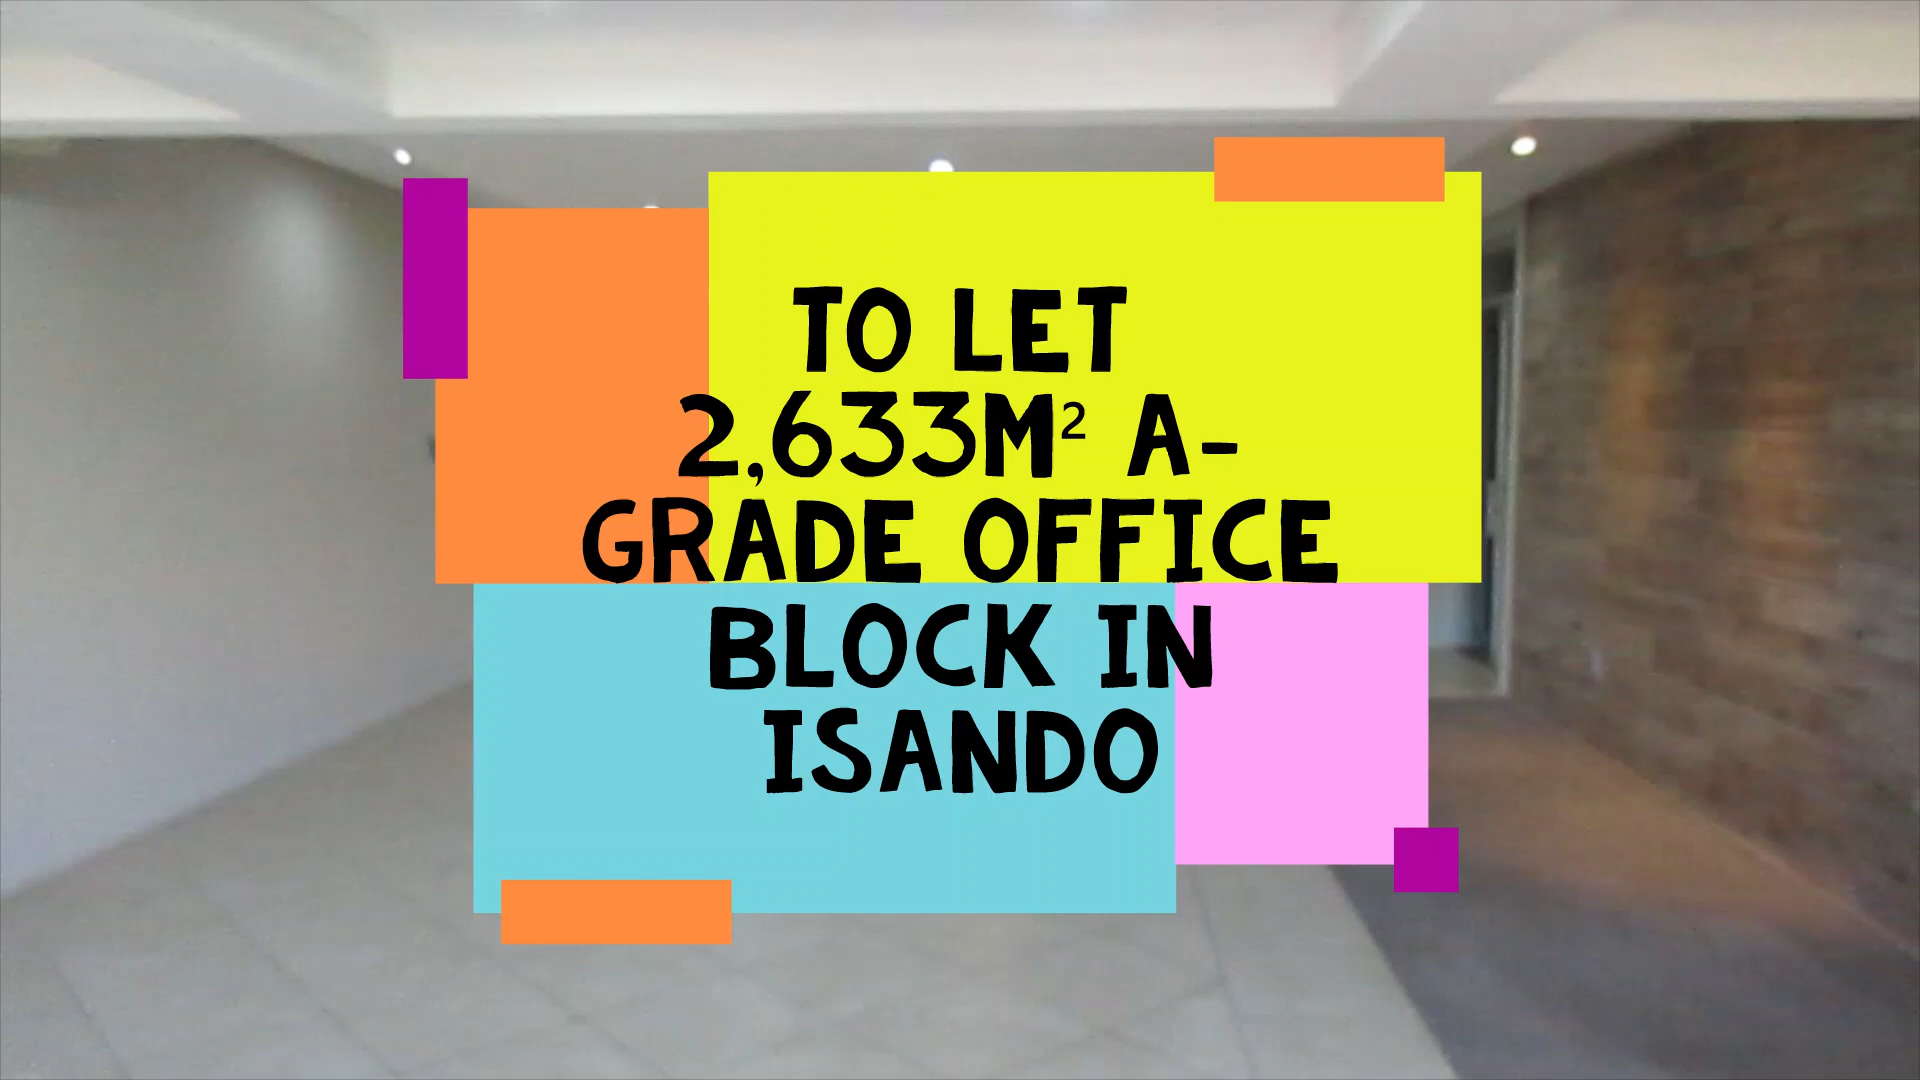 TO LET
2,633M² A-
GRADE OFFICE
BLOCK IN
ISANDO